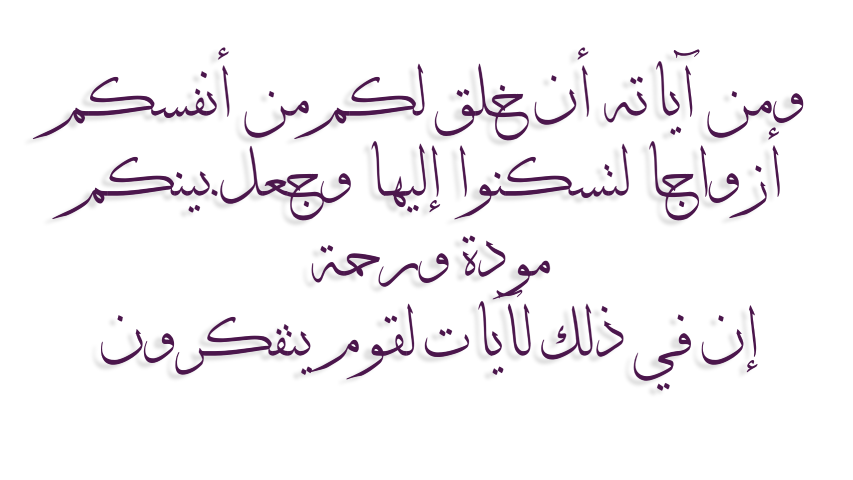 ومن آياته أن خلق لكم من أنفسكم
أزواجا لتسكنوا إليها وجعل بينكم
مودة ورحمة
إن في ذلك لآيات لقوم يتفكرون